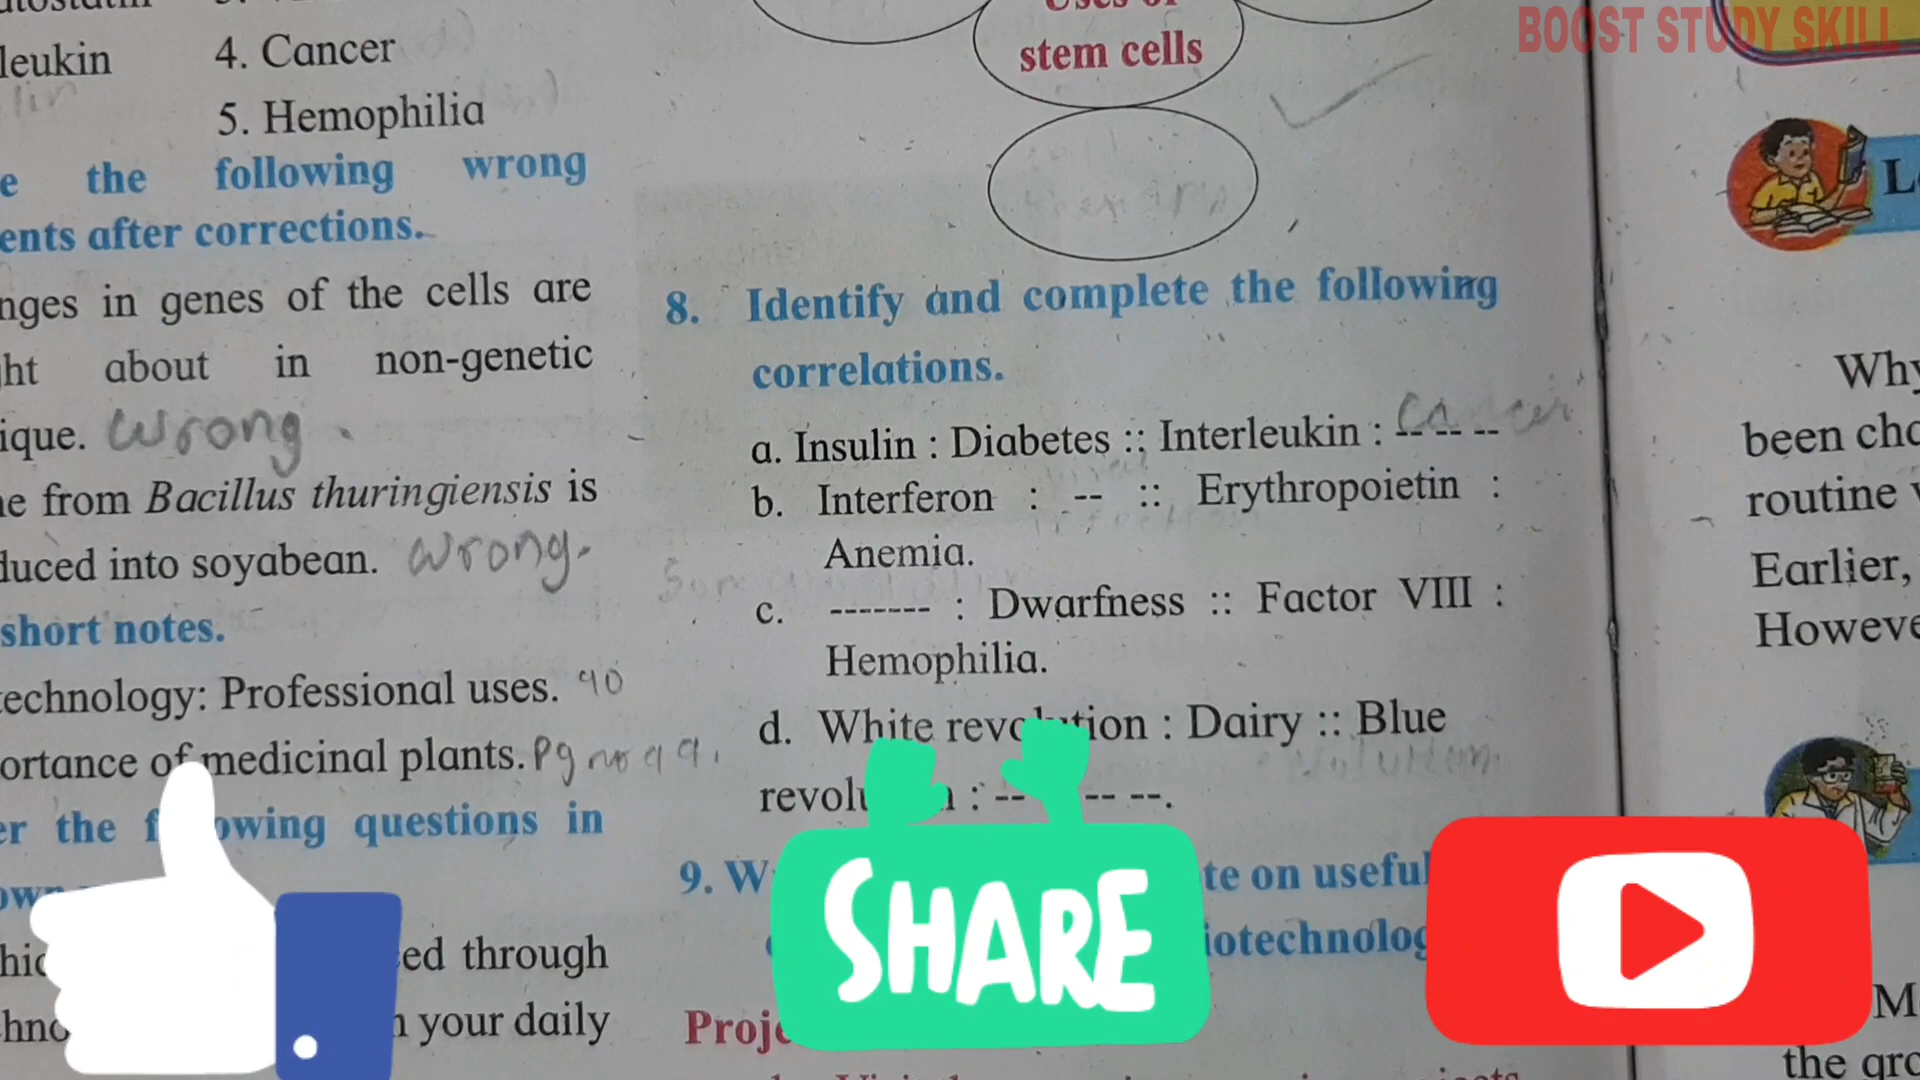 BOOST STUDY SKILL
leukin 4. Cancer
5. Hemophilia
e the following wrong
ents after corrections.
nges in genes of the cells are
ht about in non-genetic
ique. wrong.
e from Bacillus thuringiensis is
duced into soyabean. wrong.
short notes.
technology: Professional uses. 90
ortance of medicinal plants. Pg no 99.
er the following questions in
ed through
your daily
stem cells
8. Identify and complete the following
correlations.
a. Insulin : Diabetes :: Interleukin : -- -- -- Cancer
b. Interferon : -- :: Erythropoietin :
Anemia.
c. ------- : Dwarfness :: Factor VIII :
Hemophilia.
d. White revolution : Dairy :: Blue
revolu : -- -- --.
9. W te on useful
iotechnolog
Proje
SHARE
Why
been cho
routine
Earlier,
Howeve
M
the gro